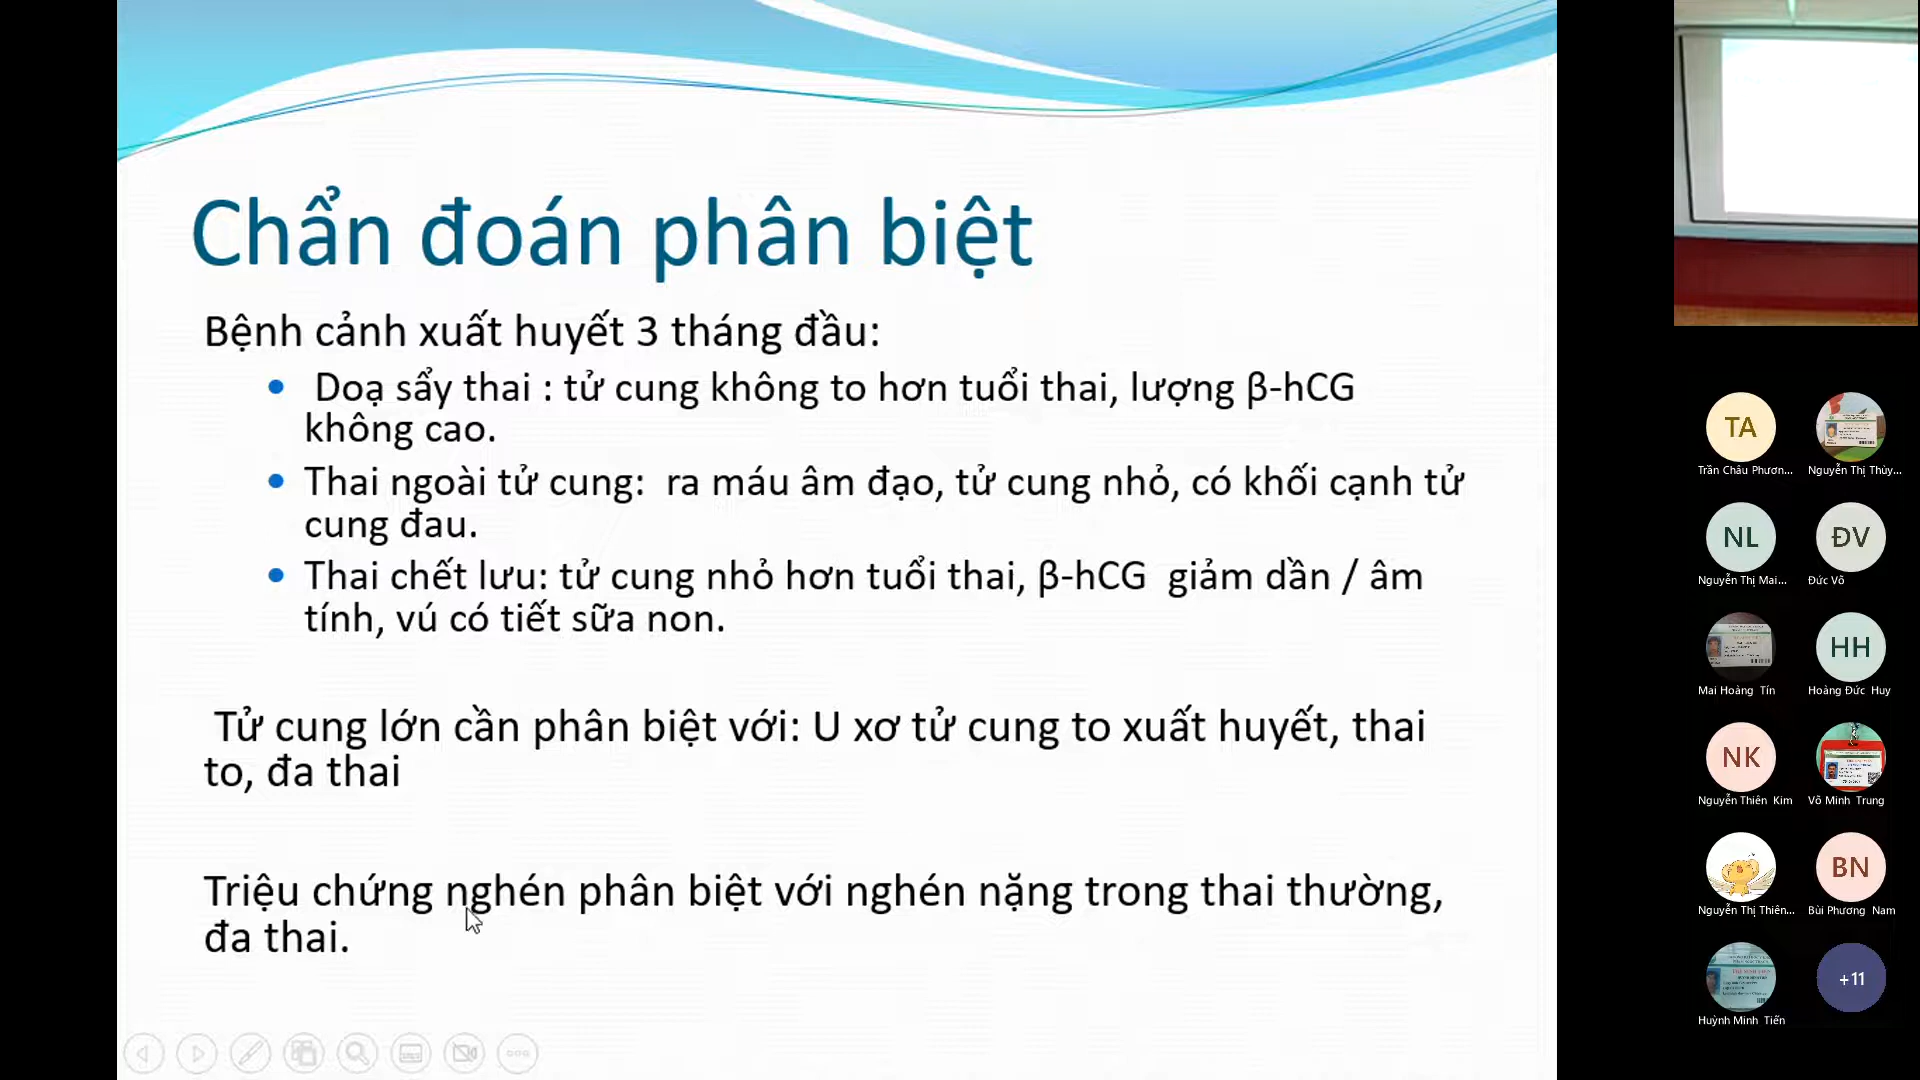 Chẩn đoán phân biệt
Bệnh cảnh xuất huyết 3 tháng đầu:
Doạ sẩy thai : tử cung không to hơn tuổi thai, lượng β-hCG
không cao.
Thai ngoài tử cung: ra máu âm đạo, tử cung nhỏ, có khối cạnh tử
cung đau.
Thai chết lưu: tử cung nhỏ hơn tuổi thai, β-hCG giảm dần / âm
tính, vú có tiết sữa non.
Tử cung lớn cần phân biệt với: U xơ tử cung to xuất huyết, thai
to, đa thai
Triệu chứng nghén phân biệt với nghén nặng trong thai thường,
đa thai.
TA
Trần Châu Phươn...
Nguyễn Thị Thùy...
NL
ĐV
Nguyễn Thị Mai...
Đức Võ
HH
Mai Hoàng Tín
Hoàng Đức Huy
NK
Nguyễn Thiên Kim
Võ Minh Trung
BN
Nguyễn Thị Thiên...
Bùi Phương Nam
+11
Huỳnh Minh Tiến